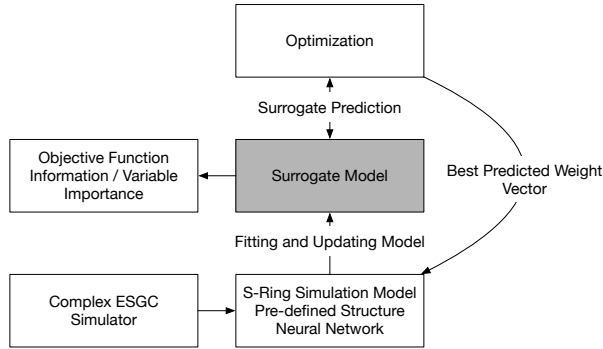 Optimization
Surrogate Prediction
Objective Function
Information / Variable
Importance
Surrogate Model
Best Predicted Weight
Vector
Fitting and Updating Model
Complex ESGC
Simulator
S-Ring Simulation Model
Pre-defined Structure
Neural Network